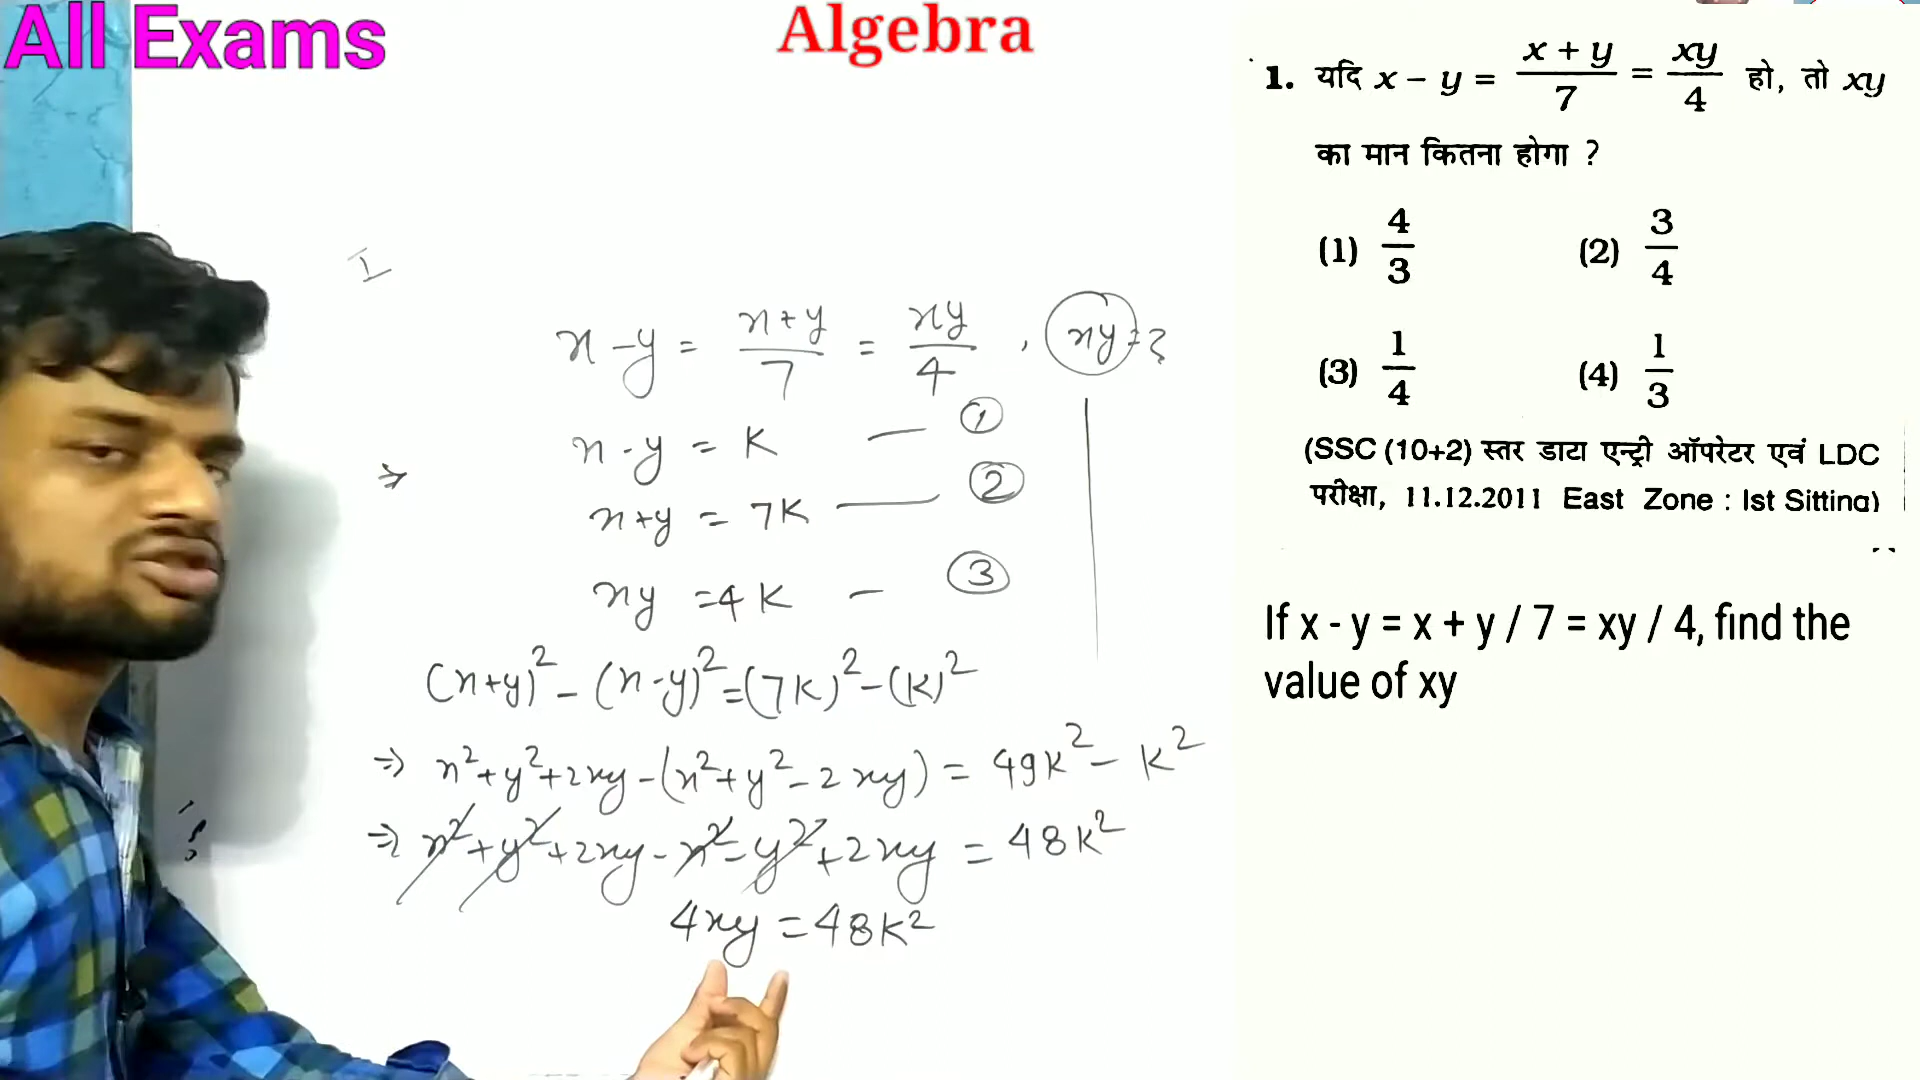 All Exams
Algebra
1. यदि x – y = (x + y)/7 = xy/4 हो, तो xy
का मान कितना होगा ?
(1) 4/3 (2) 3/4
(3) 1/4 (4) 1/3
(SSC (10+2) स्तर डाटा एन्ट्री ऑपरेटर एवं LDC
परीक्षा, 11.12.2011 East Zone : Ist Sitting)
If x - y = x + y / 7 = xy / 4, find the
value of xy
I
x - y = (x + y)/7 = xy/4 , xy = ?
⇒ x - y = K — ①
x + y = 7K — ②
xy = 4K — ③
(x+y)² - (x-y)² = (7K)² - (K)²
⇒ x² + y² + 2xy - (x² + y² - 2xy) = 49K² - K²
⇒ x² + y² + 2xy - x² - y² + 2xy = 48K²
4xy = 48K²